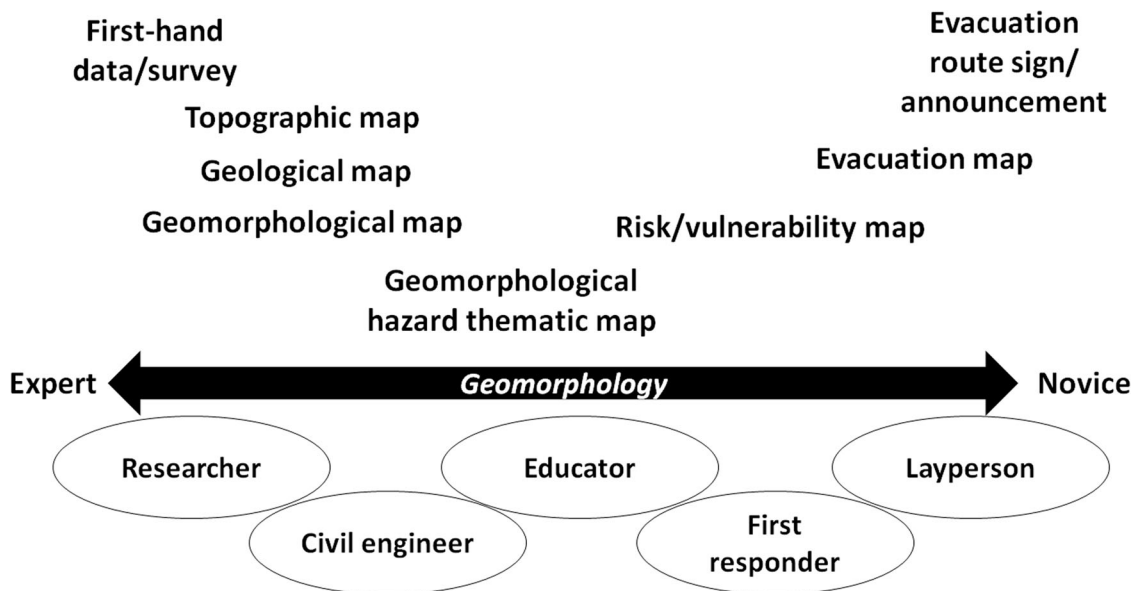 First-hand
data/survey
Evacuation
route sign/
announcement
Topographic map
Evacuation map
Geological map
Geomorphological map
Risk/vulnerability map
Geomorphological
hazard thematic map
Expert
Geomorphology
Novice
Researcher
Educator
Layperson
Civil engineer
First
responder